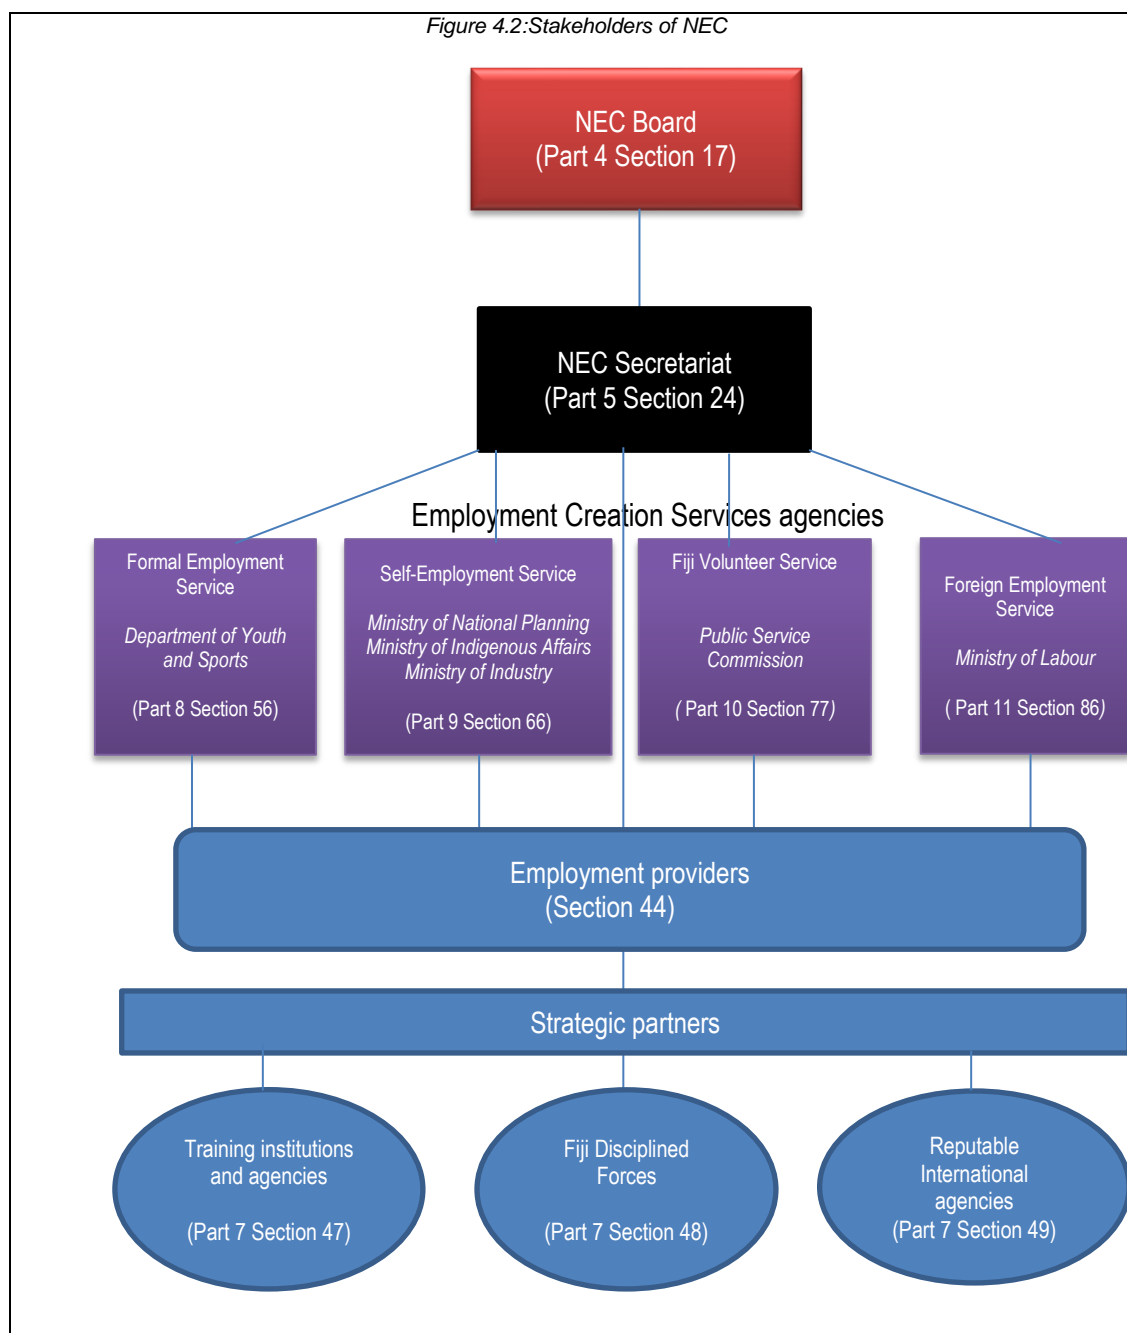 Figure 4.2:Stakeholders of NEC
NEC Board
(Part 4 Section 17)
NEC Secretariat
(Part 5 Section 24)
Employment Creation Services agencies
Formal Employment
Service
Department of Youth
and Sports
(Part 8 Section 56)
Self-Employment Service
Ministry of National Planning
Ministry of Indigenous Affairs
Ministry of Industry
(Part 9 Section 66)
Fiji Volunteer Service
Public Service
Commission
( Part 10 Section 77)
Foreign Employment
Service
Ministry of Labour
( Part 11 Section 86)
Employment providers
(Section 44)
Strategic partners
Training institutions
and agencies
(Part 7 Section 47)
Fiji Disciplined
Forces
(Part 7 Section 48)
Reputable
International
agencies
(Part 7 Section 49)